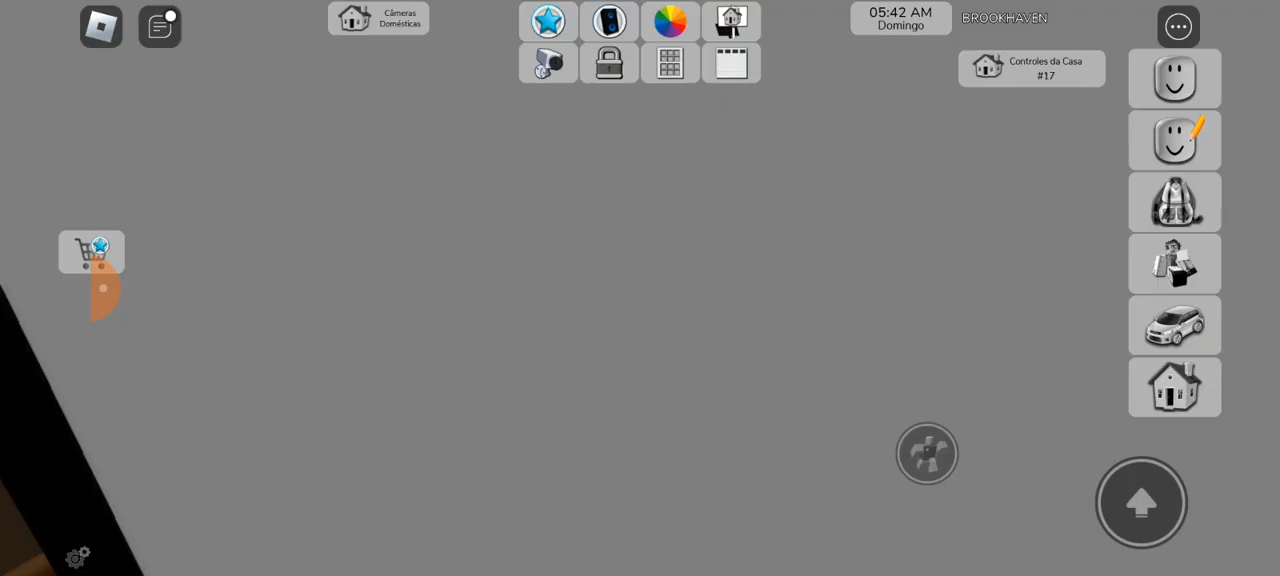 Câmeras
Domésticas
05:42 AM
Domingo
BROOKHAVEN
Controles da Casa
#17